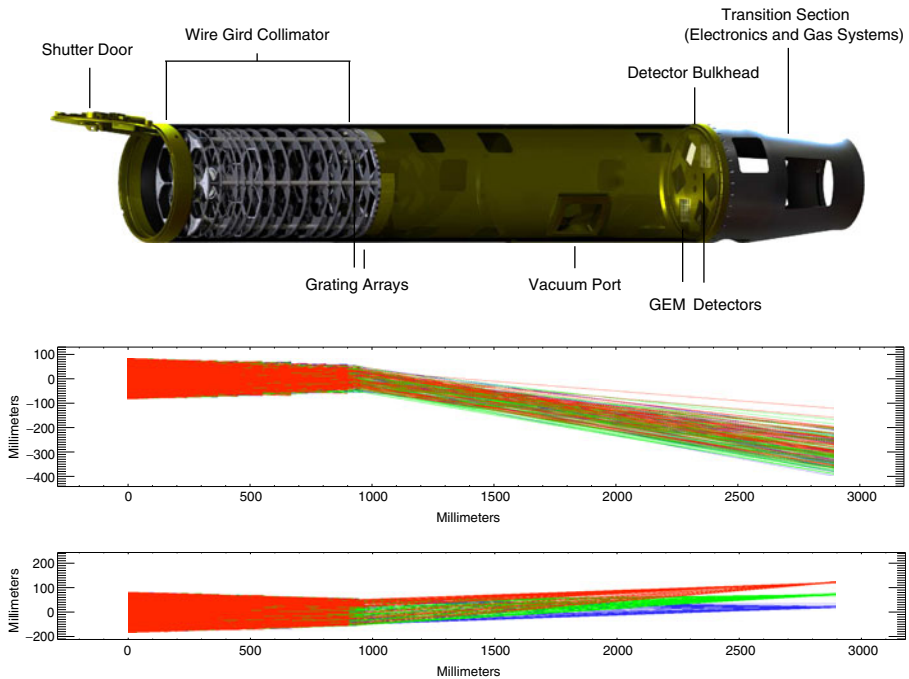 Transition Section
(Electronics and Gas Systems)
Wire Gird Collimator
Shutter Door
Detector Bulkhead
Grating Arrays
Vacuum Port
GEM Detectors
Millimeters
100
0
−100
−200
−300
−400
0 500 1000 1500 2000 2500 3000
Millimeters
Millimeters
200
100
0
−200
0 500 1000 1500 2000 2500 3000
Millimeters